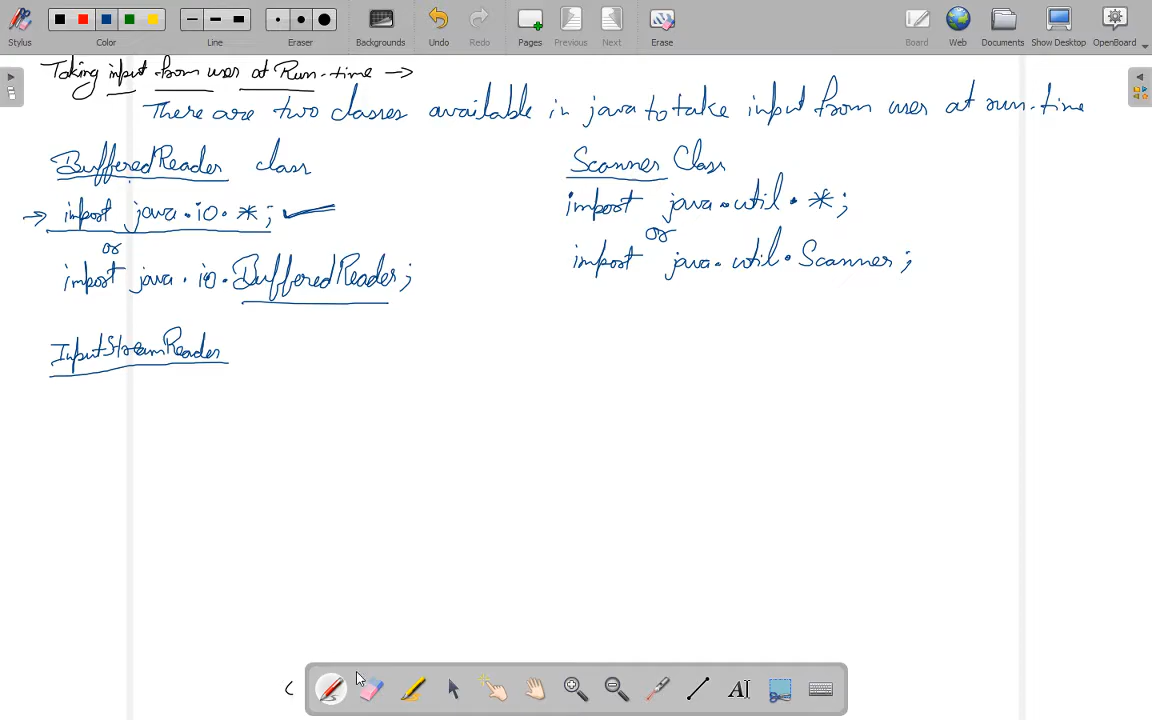 Stylus
Color
Line
Eraser
Backgrounds
Undo
Redo
Pages
Previous
Next
Erase
Board
Web
Documents
Show Desktop
OpenBoard
Taking input from user at Run-time →
There are two classes available in java to take input from user at run-time
BufferedReader class
→ import java.io.*; ✓
or
import java.io.BufferedReader;
InputStreamReader
Scanner Class
import java.util.*;
or
import java.util.Scanner;